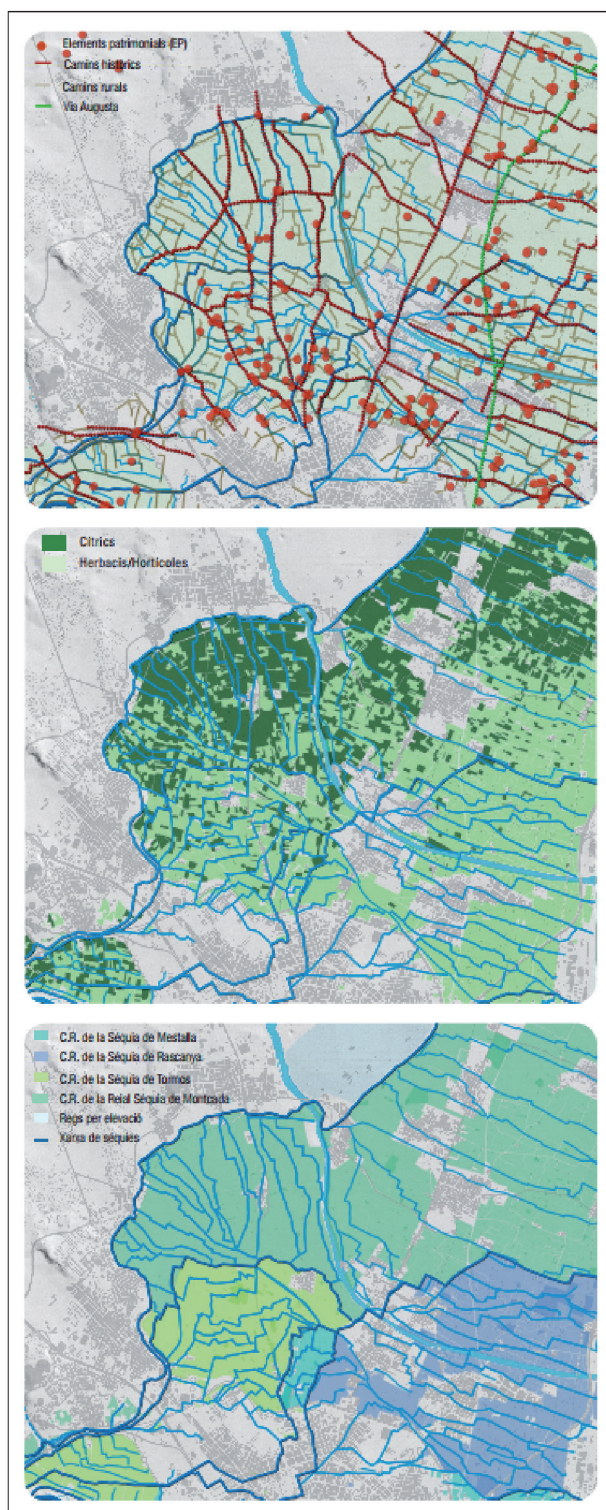 Elements patrimonials (EP)
Camins històrics
Camins rurals
Via Augusta
Cítrics
Herbacis/Hortícoles
C.R. de la Séquia de Mestalla
C.R. de la Séquia de Rascanya
C.R. de la Séquia de Tormos
C.R. de la Reial Séquia de Montcada
Regs per elevació
Xarxa de séquies